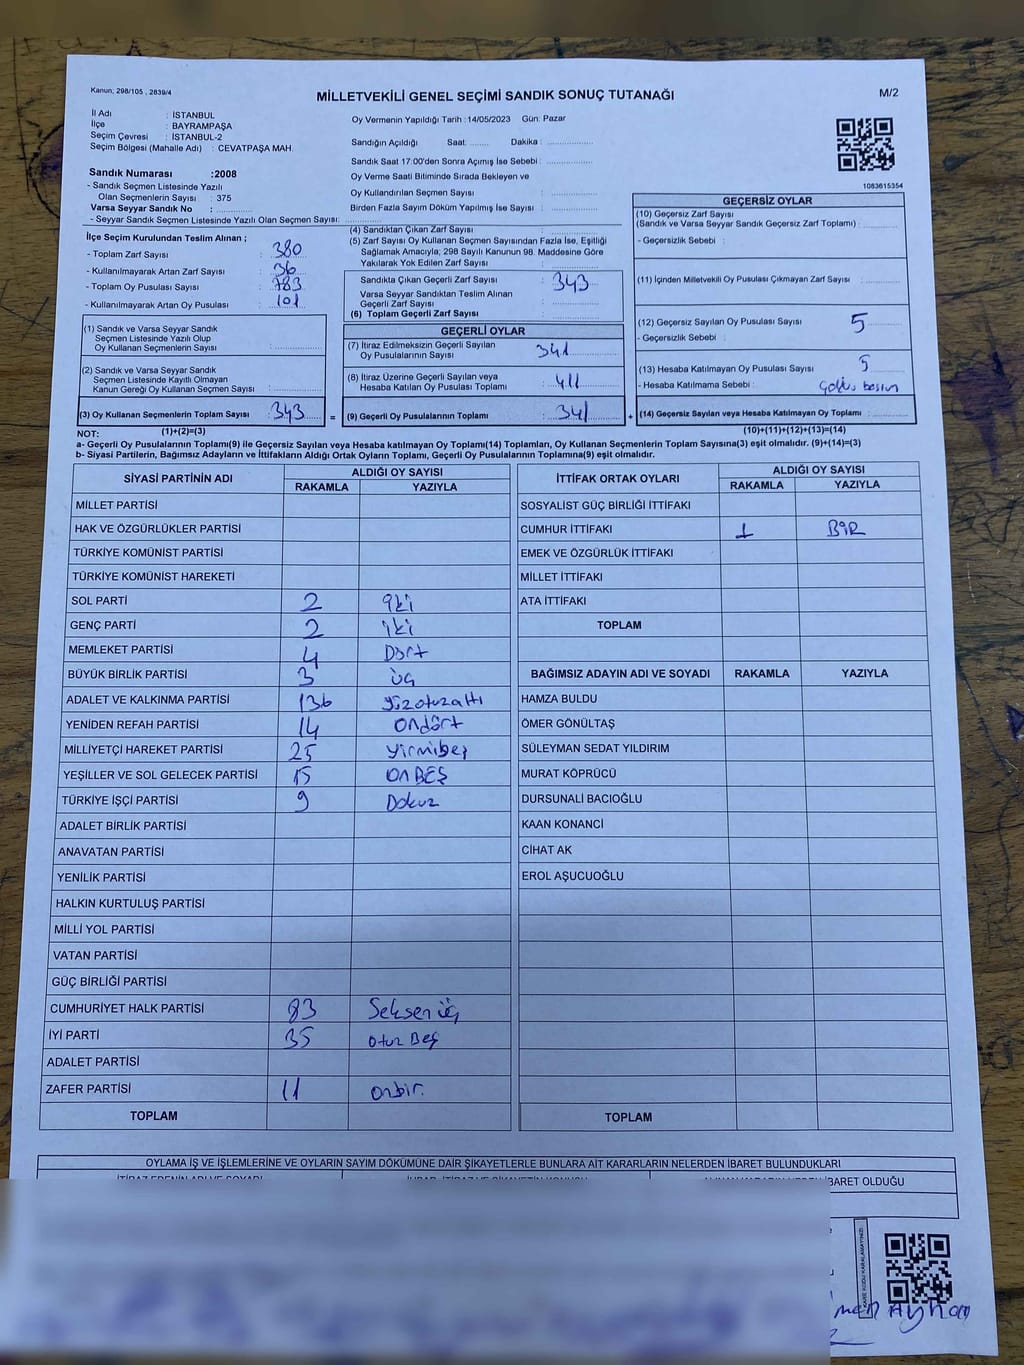 Kanun; 298/105 , 2839/4
MİLLETVEKİLİ GENEL SEÇİMİ SANDIK SONUÇ TUTANAĞI
M/2
İl Adı : İSTANBUL
İlçe : BAYRAMPAŞA
Seçim Çevresi : İSTANBUL-2
Seçim Bölgesi (Mahalle Adı) : CEVATPAŞA MAH.
Sandık Numarası :2008
- Sandık Seçmen Listesinde Yazılı
Olan Seçmenlerin Sayısı : 375
Varsa Seyyar Sandık No :
- Seyyar Sandık Seçmen Listesinde Yazılı Olan Seçmen Sayısı:
Oy Vermenin Yapıldığı Tarih : 14/05/2023 Gün: Pazar
Sandığın Açıldığı Saat: Dakika :
Sandık Saat 17.00'den Sonra Açımış İse Sebebi :
Oy Verme Saati Bitiminde Sırada Bekleyen ve
Oy Kullandırılan Seçmen Sayısı :
Birden Fazla Sayım Döküm Yapılmış İse Sayısı :
1083615354
İlçe Seçim Kurulundan Teslim Alınan ;
- Toplam Zarf Sayısı : 380
- Kullanılmayarak Artan Zarf Sayısı : 36
- Toplam Oy Pusulası Sayısı : 783
- Kullanılmayarak Artan Oy Pusulası : 101
(1) Sandık ve Varsa Seyyar Sandık
Seçmen Listesinde Yazılı Olup
Oy Kullanan Seçmenlerin Sayısı :
(2) Sandık ve Varsa Seyyar Sandık
Seçmen Listesinde Kayıtlı Olmayan
Kanun Gereği Oy Kullanan Seçmen Sayısı :
(3) Oy Kullanan Seçmenlerin Toplam Sayısı : 343
(1)+(2)=(3)
(4) Sandıktan Çıkan Zarf Sayısı :
(5) Zarf Sayısı Oy Kullanan Seçmen Sayısından Fazla İse, Eşitliği
Sağlamak Amacıyla; 298 Sayılı Kanunun 98. Maddesine Göre
Yakılarak Yok Edilen Zarf Sayısı :
Sandıkta Çıkan Geçerli Zarf Sayısı : 343
Varsa Seyyar Sandıktan Teslim Alınan
Geçerli Zarf Sayısı :
(6) Toplam Geçerli Zarf Sayısı :
GEÇERLİ OYLAR
(7) İtiraz Edilmeksizin Geçerli Sayılan
Oy Pusulalarının Sayısı : 341
(8) İtiraz Üzerine Geçerli Sayılan veya
Hesaba Katılan Oy Pusulası Toplamı :
= (9) Geçerli Oy Pusulalarının Toplamı : 341 +
GEÇERSİZ OYLAR
(10) Geçersiz Zarf Sayısı
(Sandık ve Varsa Seyyar Sandık Geçersiz Zarf Toplamı) :
- Geçersizlik Sebebi :
(11) İçinden Milletvekili Oy Pusulası Çıkmayan Zarf Sayısı :
(12) Geçersiz Sayılan Oy Pusulası Sayısı : 5
- Geçersizlik Sebebi :
(13) Hesaba Katılmayan Oy Pusulası Sayısı : 5
- Hesaba Katılmama Sebebi :
(14) Geçersiz Sayılan veya Hesaba Katılmayan Oy Toplamı :
(10)+(11)+(12)+(13)=(14)
NOT:
a- Geçerli Oy Pusulalarının Toplamı(9) ile Geçersiz Sayılan veya Hesaba katılmayan Oy Toplamı(14) Toplamları, Oy Kullanan Seçmenlerin Toplam Sayısına(3) eşit olmalıdır. (9)+(14)=(3)
b- Siyasi Partilerin, Bağımsız Adayların ve İttifakların Aldığı Ortak Oyların Toplamı, Geçerli Oy Pusulalarının Toplamına(9) eşit olmalıdır.
SİYASİ PARTİNİN ADI ALDIĞI OY SAYISI
RAKAMLA YAZIYLA
MİLLET PARTİSİ
HAK VE ÖZGÜRLÜKLER PARTİSİ
TÜRKİYE KOMÜNİST PARTİSİ
TÜRKİYE KOMÜNİST HAREKETİ
SOL PARTİ 2 iki
GENÇ PARTİ 2 iki
MEMLEKET PARTİSİ 4 Dört
BÜYÜK BİRLİK PARTİSİ 3 üç
ADALET VE KALKINMA PARTİSİ 136 yüzotuzaltı
YENİDEN REFAH PARTİSİ 14 ondört
MİLLİYETÇİ HAREKET PARTİSİ 25 yirmibeş
YEŞİLLER VE SOL GELECEK PARTİSİ 15 onBEŞ
TÜRKİYE İŞÇİ PARTİSİ 9 Dokuz
ADALET BİRLİK PARTİSİ
ANAVATAN PARTİSİ
YENİLİK PARTİSİ
HALKIN KURTULUŞ PARTİSİ
MİLLİ YOL PARTİSİ
VATAN PARTİSİ
GÜÇ BİRLİĞİ PARTİSİ
CUMHURİYET HALK PARTİSİ 83 Seksen üç
İYİ PARTİ 35 otuz Beş
ADALET PARTİSİ
ZAFER PARTİSİ 11 onbir.
TOPLAM
İTTİFAK ORTAK OYLARI ALDIĞI OY SAYISI
RAKAMLA YAZIYLA
SOSYALİST GÜÇ BİRLİĞİ İTTİFAKI
CUMHUR İTTİFAKI 1 BİR
EMEK VE ÖZGÜRLÜK İTTİFAKI
MİLLET İTTİFAKI
ATA İTTİFAKI
TOPLAM
BAĞIMSIZ ADAYIN ADI VE SOYADI RAKAMLA YAZIYLA
HAMZA BULDU
ÖMER GÖNÜLTAŞ
SÜLEYMAN SEDAT YILDIRIM
MURAT KÖPRÜCÜ
DURSUNALİ BACIOĞLU
KAAN KONANCİ
CİHAT AK
EROL AŞUCUOĞLU
TOPLAM
OYLAMA İŞ VE İŞLEMLERİNE VE OYLARIN SAYIM DÖKÜMÜNE DAİR ŞİKAYETLERLE BUNLARA AİT KARARLARIN NELERDEN İBARET BULUNDUKLARI
OLDUĞU